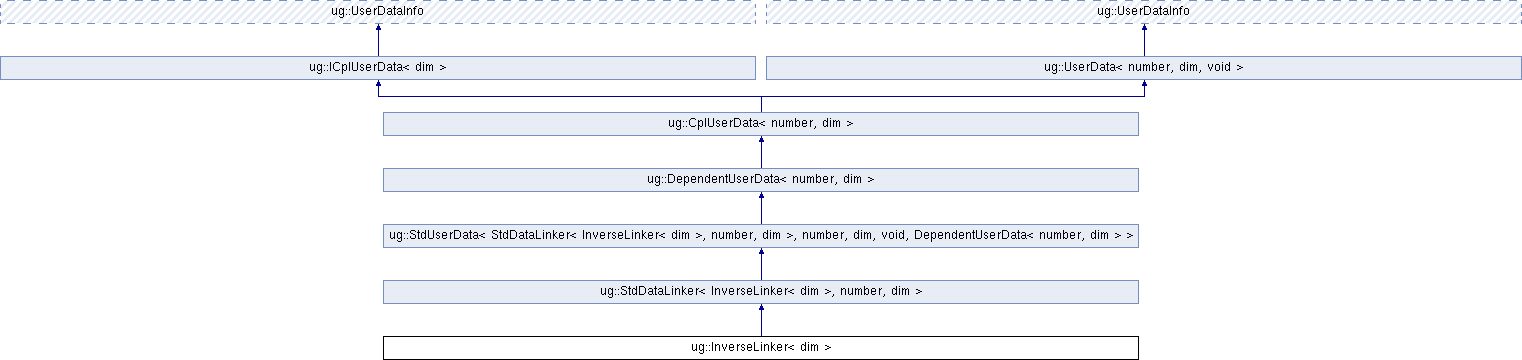 ug::UserDataInfo
ug::UserDataInfo
ug::ICplUserData< dim >
ug::UserData< number, dim, void >
ug::CplUserData< number, dim >
ug::DependentUserData< number, dim >
ug::StdUserData< StdDataLinker< InverseLinker< dim >, number, dim >, number, dim, void, DependentUserData< number, dim > >
ug::StdDataLinker< InverseLinker< dim >, number, dim >
ug::InverseLinker< dim >